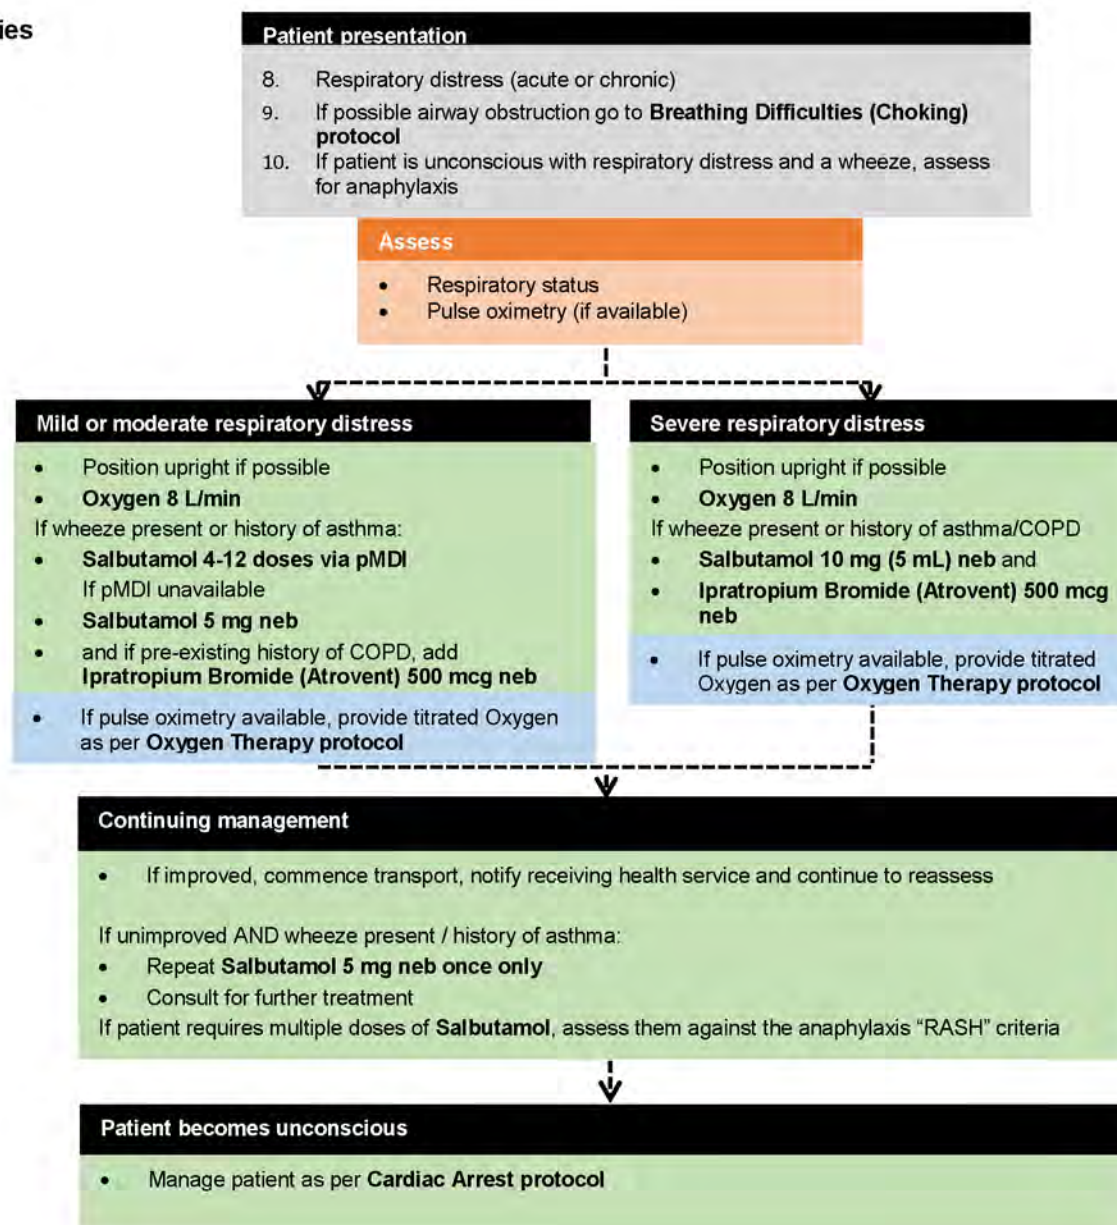 ies
Patient presentation
8. Respiratory distress (acute or chronic)
9. If possible airway obstruction go to Breathing Difficulties (Choking)
protocol
10. If patient is unconscious with respiratory distress and a wheeze, assess
for anaphylaxis
Assess
• Respiratory status
• Pulse oximetry (if available)
Mild or moderate respiratory distress
• Position upright if possible
• Oxygen 8 L/min
If wheeze present or history of asthma:
• Salbutamol 4-12 doses via pMDI
If pMDI unavailable
• Salbutamol 5 mg neb
• and if pre-existing history of COPD, add
Ipratropium Bromide (Atrovent) 500 mcg neb
• If pulse oximetry available, provide titrated Oxygen
as per Oxygen Therapy protocol
Severe respiratory distress
• Position upright if possible
• Oxygen 8 L/min
If wheeze present or history of asthma/COPD
• Salbutamol 10 mg (5 mL) neb and
• Ipratropium Bromide (Atrovent) 500 mcg
neb
• If pulse oximetry available, provide titrated
Oxygen as per Oxygen Therapy protocol
Continuing management
• If improved, commence transport, notify receiving health service and continue to reassess
If unimproved AND wheeze present / history of asthma:
• Repeat Salbutamol 5 mg neb once only
• Consult for further treatment
If patient requires multiple doses of Salbutamol, assess them against the anaphylaxis “RASH” criteria
Patient becomes unconscious
• Manage patient as per Cardiac Arrest protocol